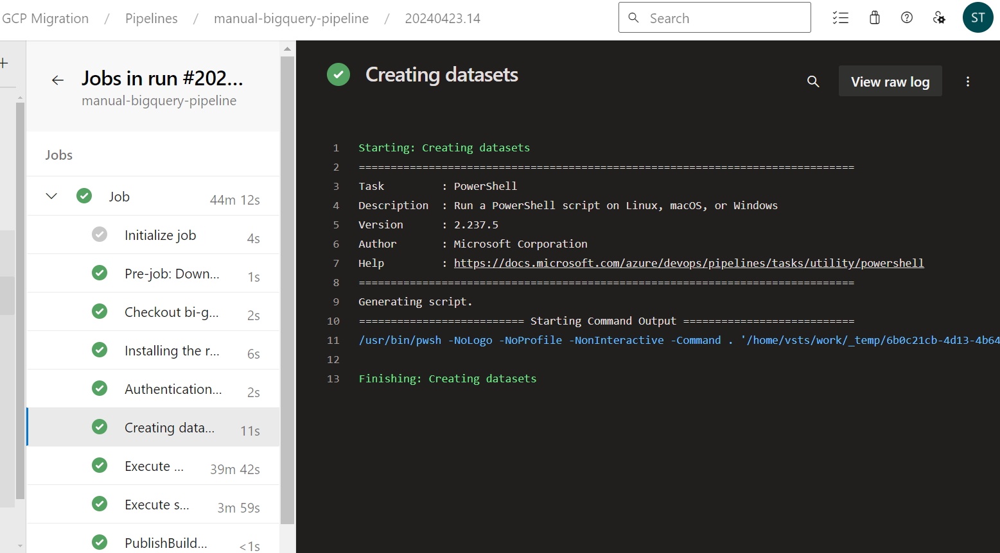 GCP Migration / Pipelines / manual-bigquery-pipeline / 20240423.14
Search
ST
Jobs in run #202...
manual-bigquery-pipeline
Jobs
Job 44m 12s
Initialize job 4s
Pre-job: Down... 1s
Checkout bi-g... 2s
Installing the r... 6s
Authentication... 2s
Creating data... 11s
Execute ... 39m 42s
Execute s... 3m 59s
PublishBuild... <1s
Creating datasets
View raw log
1 Starting: Creating datasets
2 ==============================================================================
3 Task : PowerShell
4 Description : Run a PowerShell script on Linux, macOS, or Windows
5 Version : 2.237.5
6 Author : Microsoft Corporation
7 Help : https://docs.microsoft.com/azure/devops/pipelines/tasks/utility/powershell
8 ==============================================================================
9 Generating script.
10 ========================== Starting Command Output ===========================
11 /usr/bin/pwsh -NoLogo -NoProfile -NonInteractive -Command . '/home/vsts/work/_temp/6b0c21cb-4d13-4b64
12
13 Finishing: Creating datasets